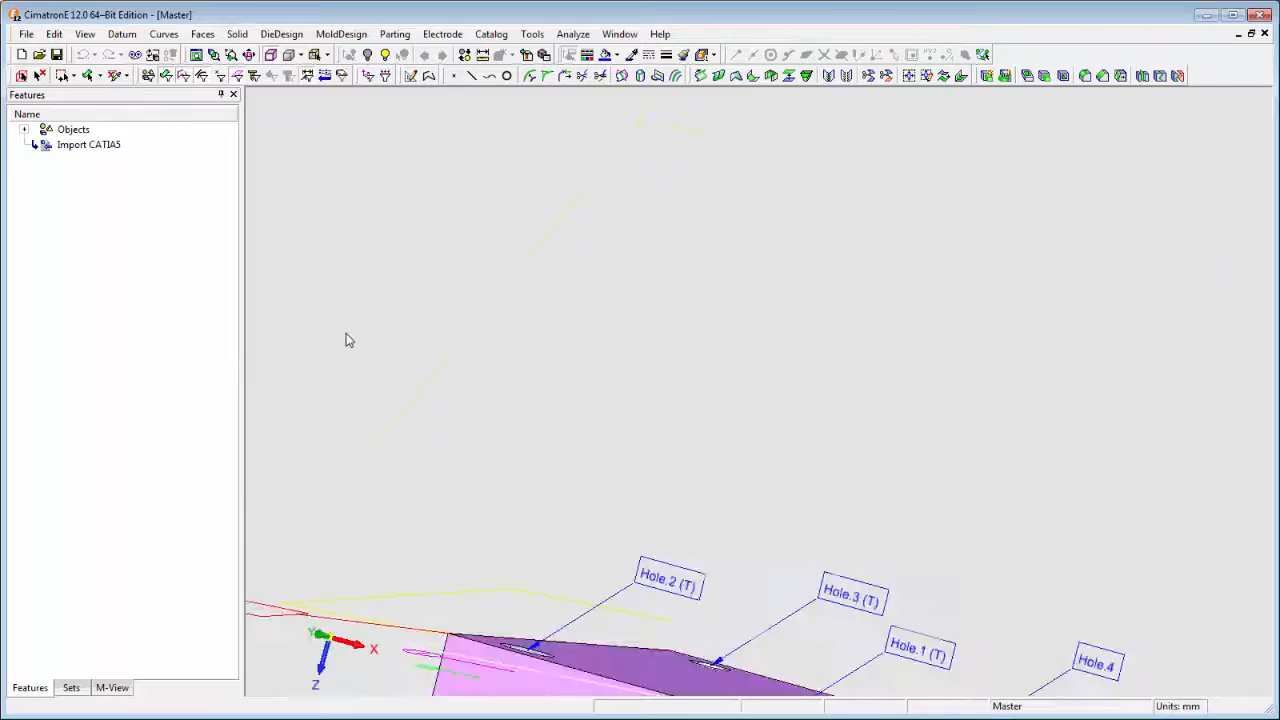 CimatronE 12.0 64-Bit Edition - [Master]
File Edit View Datum Curves Faces Solid DieDesign MoldDesign Parting Electrode Catalog Tools Analyze Window Help
Features
Name
Objects
Import CATIA5
Hole.2 (T)
Hole.3 (T)
Hole.1 (T)
Hole.4
Y
X
Z
Features Sets M-View
Master
Units: mm